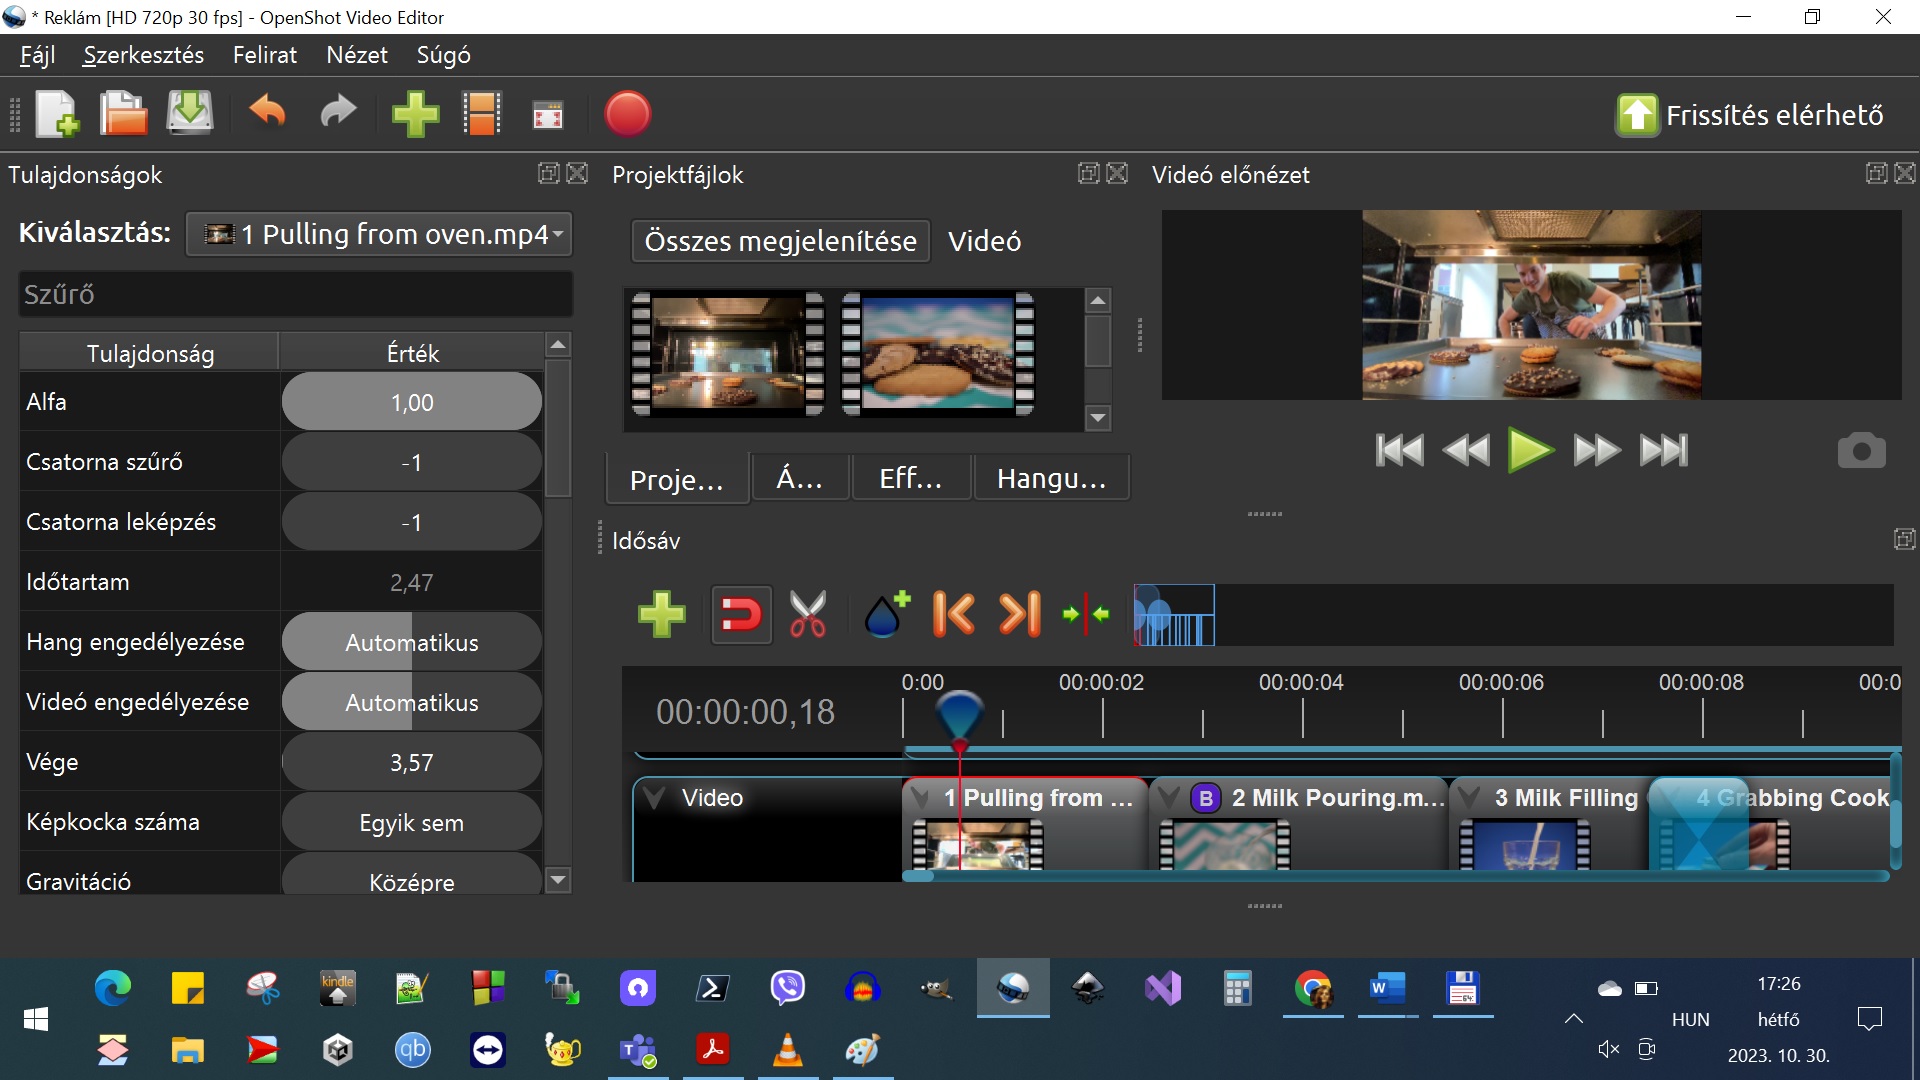 * Reklám [HD 720p 30 fps] - OpenShot Video Editor
Fájl Szerkesztés Felirat Nézet Súgó
Frissítés elérhető
Tulajdonságok
Kiválasztás: 1 Pulling from oven.mp4
Szűrő
Tulajdonság Érték
Alfa 1,00
Csatorna szűrő -1
Csatorna leképzés -1
Időtartam 2,47
Hang engedélyezése Automatikus
Videó engedélyezése Automatikus
Vége 3,57
Képkocka száma Egyik sem
Gravitáció Középre
Projektfájlok
Összes megjelenítése Videó
Proje... Á... Eff... Hangu...
Videó előnézet
Idősáv
00:00:00,18
0:00 00:00:02 00:00:04 00:00:06 00:00:08 00:0
Video
1 Pulling from ...
B 2 Milk Pouring.m...
3 Milk Filling
4 Grabbing Cook
kindle
qb
T
W
64
HUN
17:26
hétfő
2023. 10. 30.